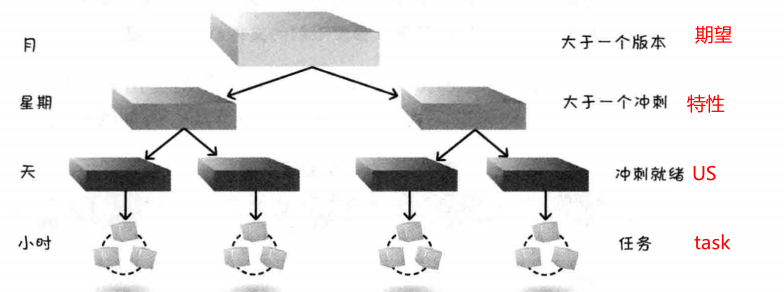 月 大于一个版本 期望
星期 大于一个冲刺 特性
天 冲刺就绪 US
小时 任务 task